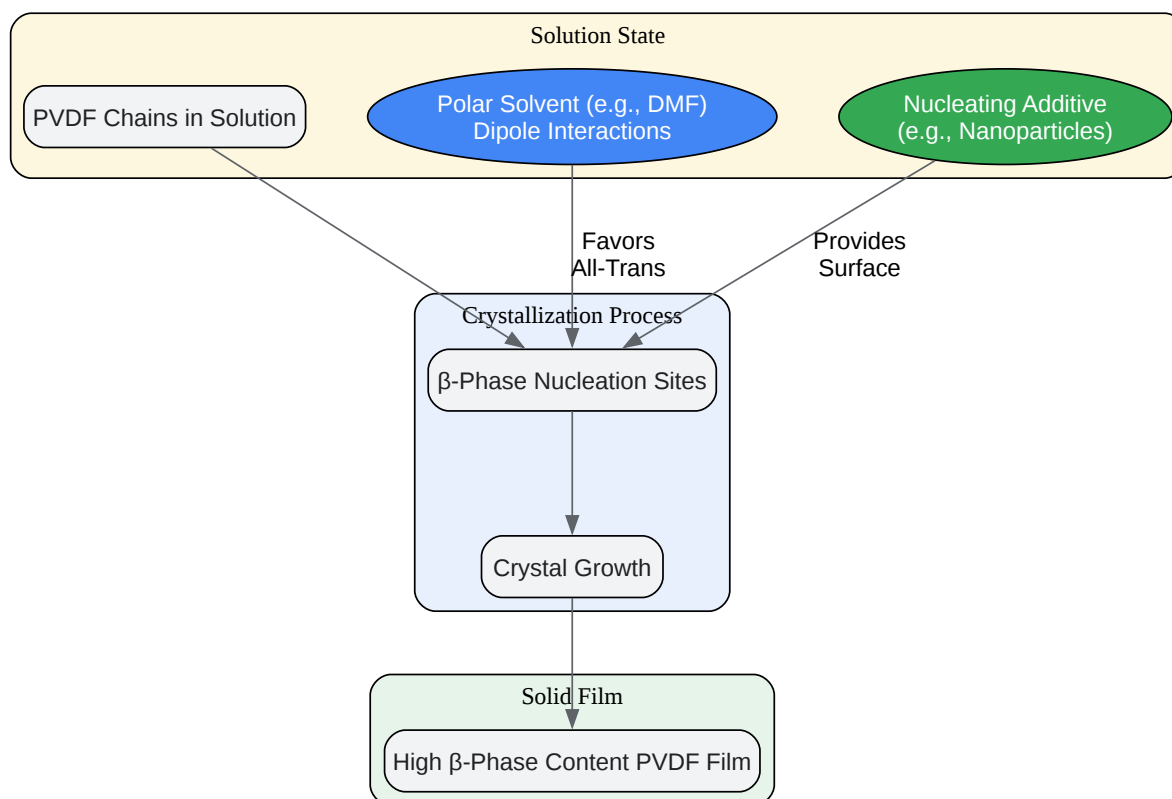 Solution State
PVDF Chains in Solution
Polar Solvent (e.g., DMF)
Dipole Interactions
Nucleating Additive
(e.g., Nanoparticles)
Favors
All-Trans
Provides
Surface
Crystallization Process
β-Phase Nucleation Sites
Crystal Growth
Solid Film
High β-Phase Content PVDF Film